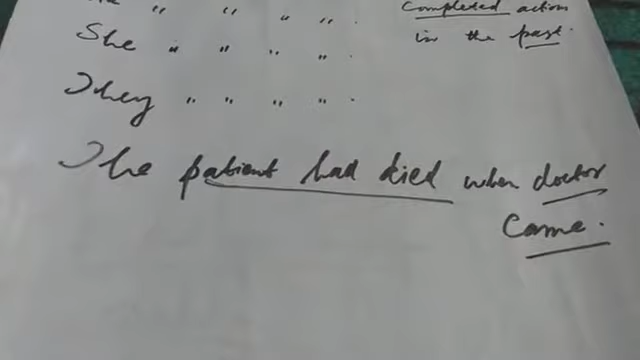 " " " " . Completed action
She " " " " . in the past.
They " " " " .
The patient had died when doctor
came.